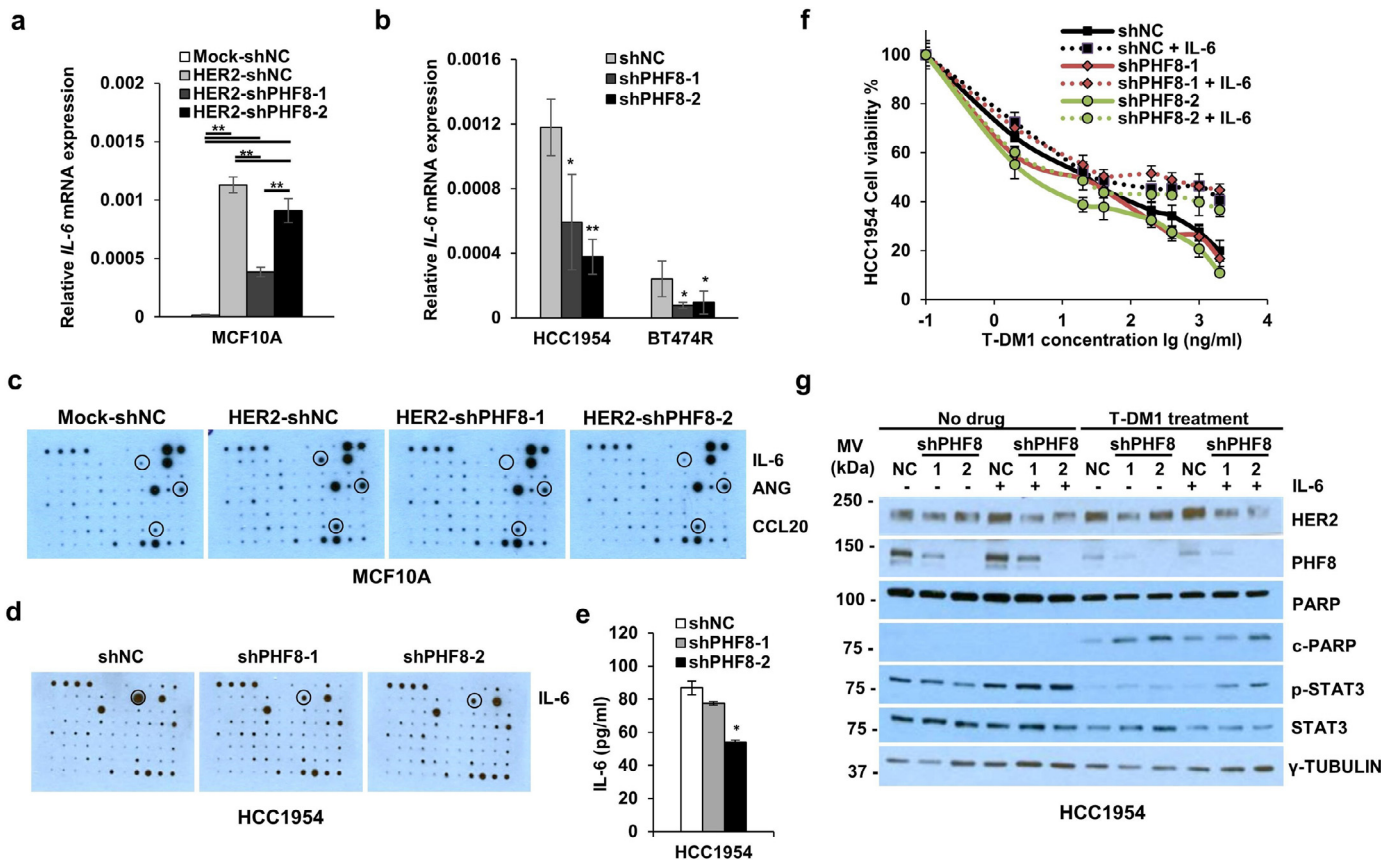 a
Mock-shNC
HER2-shNC
HER2-shPHF8-1
HER2-shPHF8-2
Relative IL-6 mRNA expression
0.002
0.0015
0.001
0.0005
0
**
**
**
MCF10A
b
shNC
shPHF8-1
shPHF8-2
Relative IL-6 mRNA expression
0.0016
0.0012
0.0008
0.0004
0
*
**
*
*
HCC1954 BT474R
c
Mock-shNC HER2-shNC HER2-shPHF8-1 HER2-shPHF8-2
IL-6
ANG
CCL20
MCF10A
d
shNC shPHF8-1 shPHF8-2
IL-6
HCC1954
e
shNC
shPHF8-1
shPHF8-2
IL-6 (pg/ml)
120
100
80
60
40
20
0
*
HCC1954
f
shNC
shNC + IL-6
shPHF8-1
shPHF8-1 + IL-6
shPHF8-2
shPHF8-2 + IL-6
HCC1954 Cell viability %
100
80
60
40
20
0
-1 0 1 2 3 4
T-DM1 concentration lg (ng/ml)
g
No drug T-DM1 treatment
MV (kDa)
shPHF8 shPHF8 shPHF8 shPHF8
NC 1 2 NC 1 2 NC 1 2 NC 1 2
- - - + + + - - - + + + IL-6
250 - HER2
150 - PHF8
100 - PARP
75 - c-PARP
75 - p-STAT3
75 - STAT3
37 - γ-TUBULIN
HCC1954